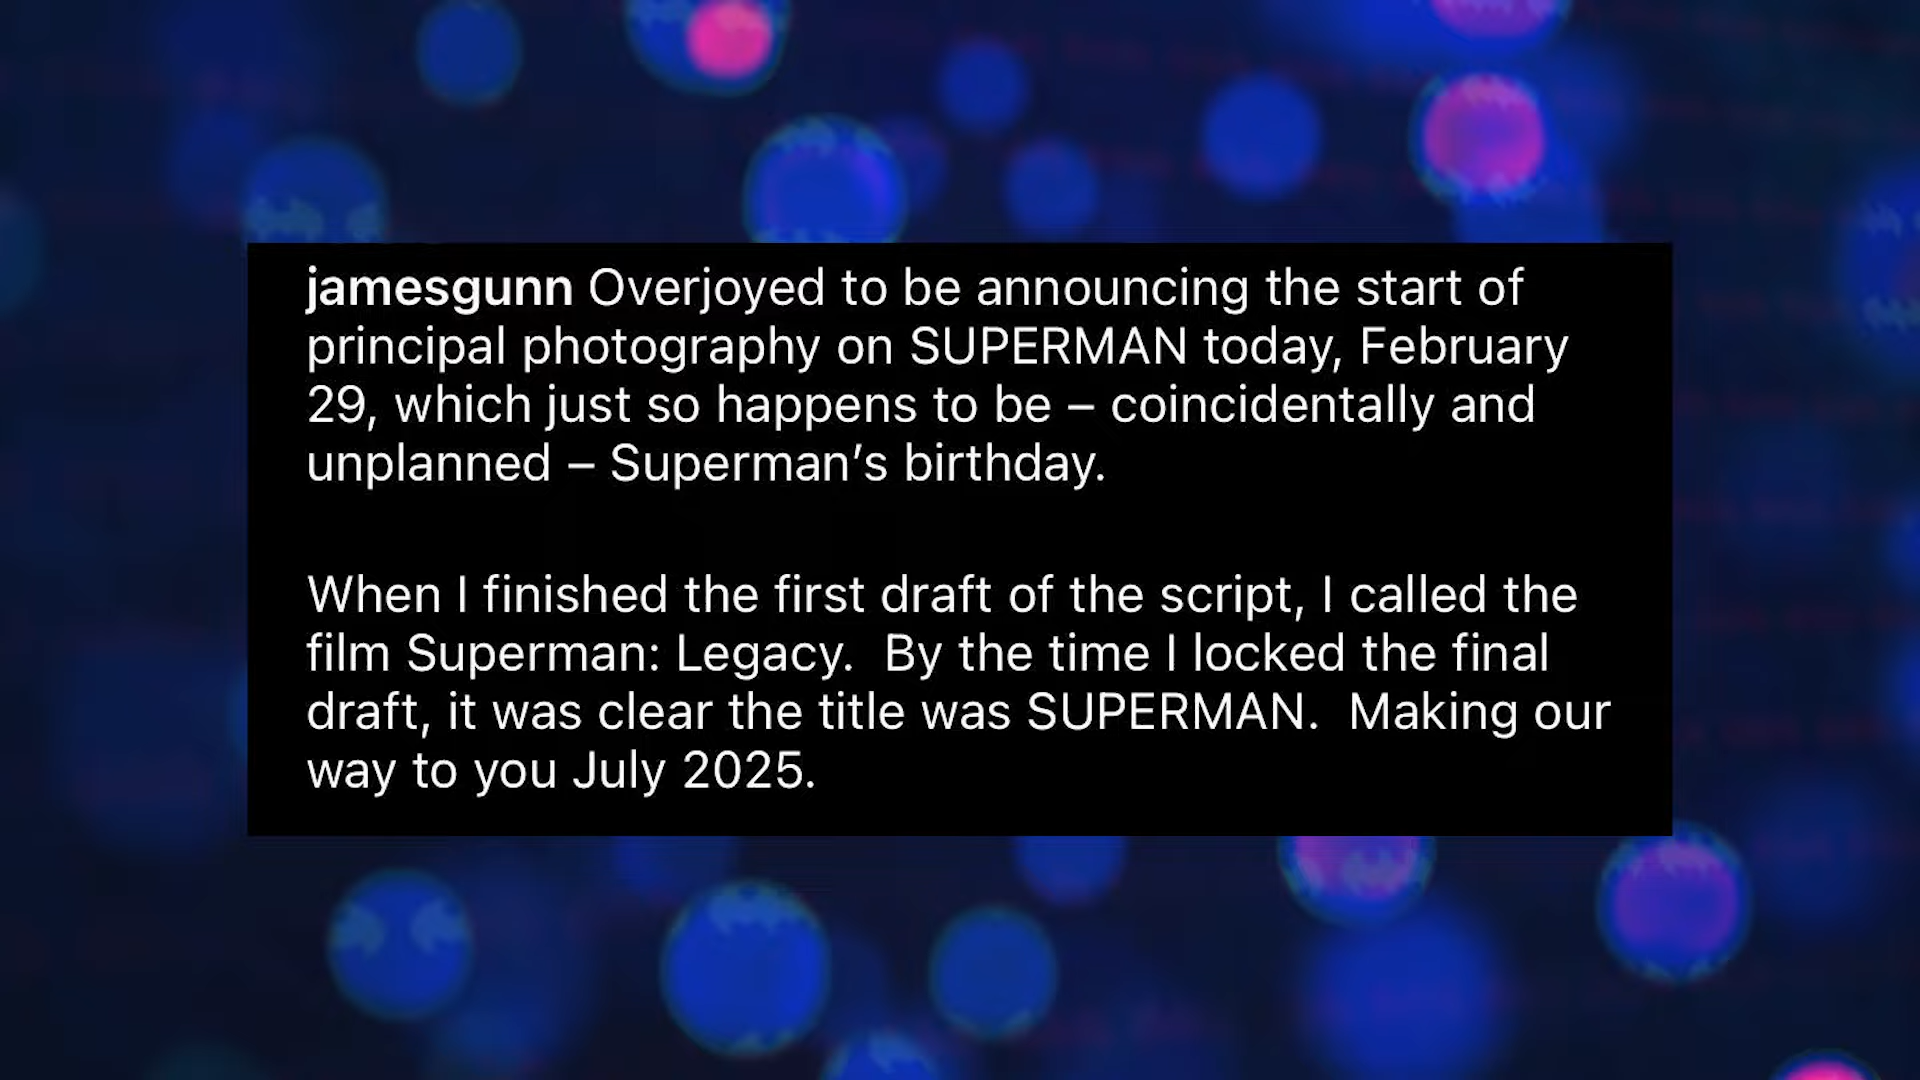 jamesgunn Overjoyed to be announcing the start of
principal photography on SUPERMAN today, February
29, which just so happens to be – coincidentally and
unplanned – Superman’s birthday.
When I finished the first draft of the script, I called the
film Superman: Legacy.  By the time I locked the final
draft, it was clear the title was SUPERMAN.  Making our
way to you July 2025.